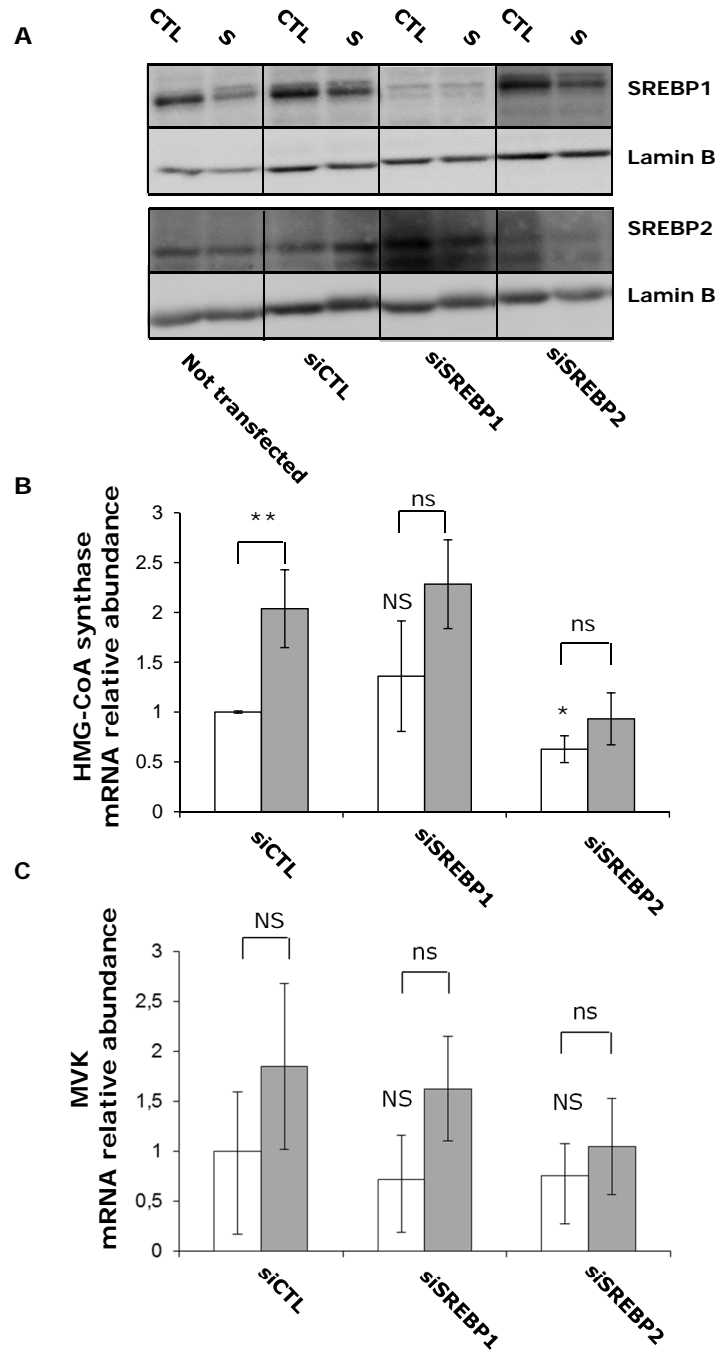 A
CTL S CTL S CTL S CTL S
SREBP1
Lamin B
SREBP2
Lamin B
Not transfected siCTL siSREBP1 siSREBP2
B
HMG-CoA synthase
mRNA relative abundance
3
2.5
2
1.5
1
0.5
0
**
ns
NS
ns
*
siCTL siSREBP1 siSREBP2
C
MVK
mRNA relative abundance
3
2,5
2
1,5
1
0,5
0
NS
ns
NS
ns
NS
siCTL siSREBP1 siSREBP2